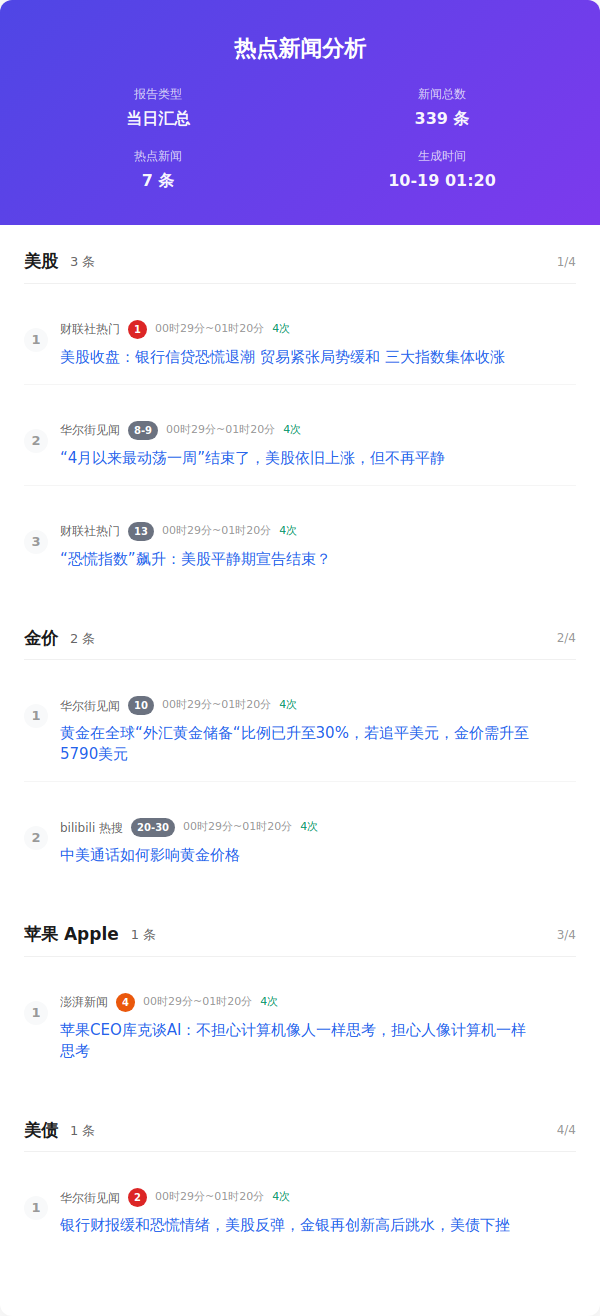 热点新闻分析
报告类型
新闻总数
当日汇总
339 条
热点新闻
生成时间
7 条
10-19 01:20
美股 3 条 1/4
1 财联社热门 1 00时29分~01时20分 4次
美股收盘：银行信贷恐慌退潮 贸易紧张局势缓和 三大指数集体收涨
2 华尔街见闻 8-9 00时29分~01时20分 4次
“4月以来最动荡一周”结束了，美股依旧上涨，但不再平静
3 财联社热门 13 00时29分~01时20分 4次
“恐慌指数”飙升：美股平静期宣告结束？
金价 2 条 2/4
1 华尔街见闻 10 00时29分~01时20分 4次
黄金在全球“外汇黄金储备“比例已升至30%，若追平美元，金价需升至
5790美元
2 bilibili 热搜 20-30 00时29分~01时20分 4次
中美通话如何影响黄金价格
苹果 Apple 1 条 3/4
1 澎湃新闻 4 00时29分~01时20分 4次
苹果CEO库克谈AI：不担心计算机像人一样思考，担心人像计算机一样
思考
美债 1 条 4/4
1 华尔街见闻 2 00时29分~01时20分 4次
银行财报缓和恐慌情绪，美股反弹，金银再创新高后跳水，美债下挫